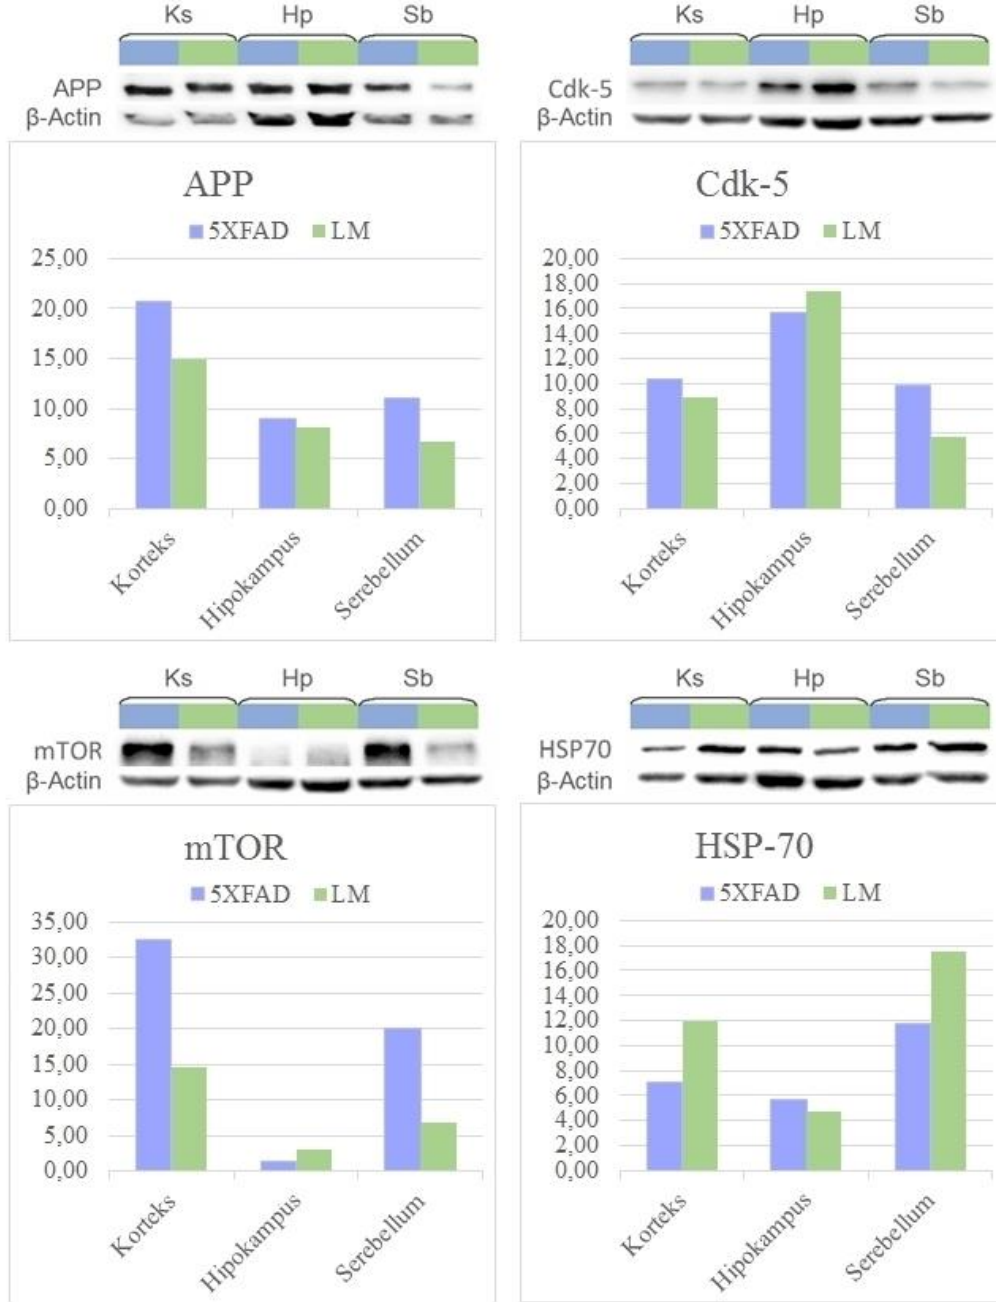 Ks Hp Sb
APP
β-Actin
APP
5XFAD LM
25,00
20,00
15,00
10,00
5,00
0,00
Korteks
Hipokampus
Serebellum
Ks Hp Sb
Cdk-5
β-Actin
Cdk-5
5XFAD LM
20,00
18,00
16,00
14,00
12,00
10,00
8,00
6,00
4,00
2,00
0,00
Korteks
Hipokampus
Serebellum
Ks Hp Sb
mTOR
β-Actin
mTOR
5XFAD LM
35,00
30,00
25,00
20,00
15,00
10,00
5,00
0,00
Korteks
Hipokampus
Serebellum
Ks Hp Sb
HSP70
β-Actin
HSP-70
5XFAD LM
20,00
18,00
16,00
14,00
12,00
10,00
8,00
6,00
4,00
2,00
0,00
Korteks
Hipokampus
Serebellum